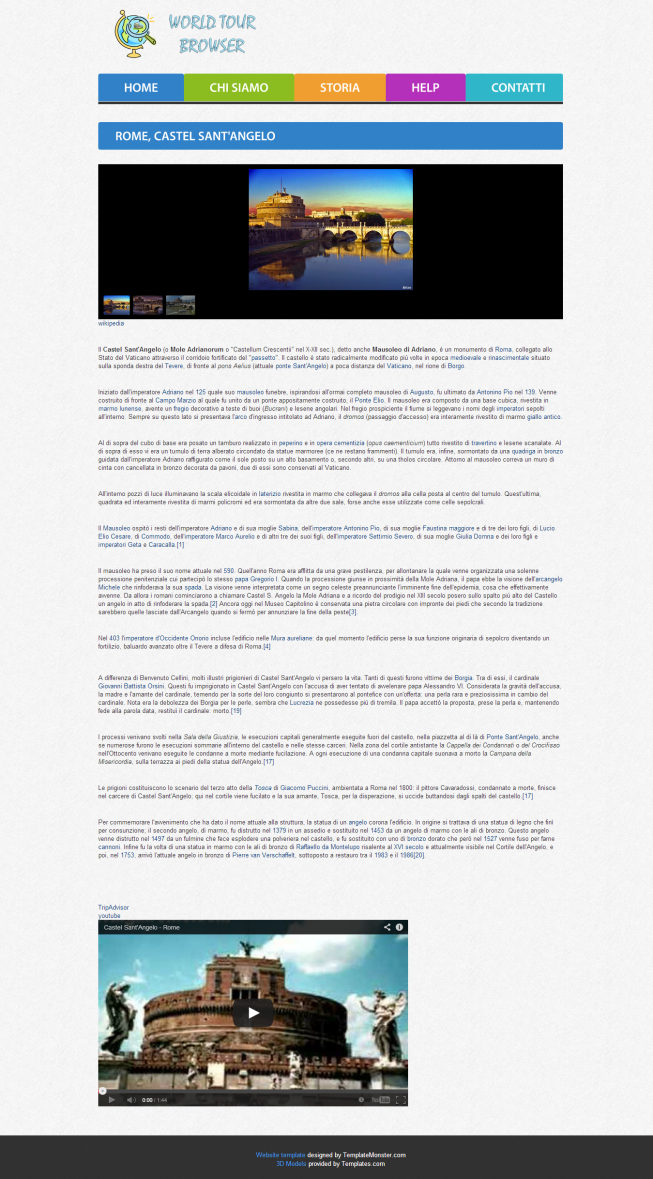 WORLD TOUR
BROWSER
HOME CHI SIAMO STORIA HELP CONTATTI
ROME, CASTEL SANT'ANGELO
wikipedia
Il Castel Sant'Angelo (o Mole Adrianorum o "Castellum Crescentii" nel X-XII sec.), detto anche Mausoleo di Adriano, è un monumento di Roma, collegato allo
Stato del Vaticano attraverso il corridoio fortificato del "passetto". Il castello è stato radicalmente modificato più volte in epoca medioevale e rinascimentale situato
sulla sponda destra del Tevere, di fronte al pons Aelius (attuale ponte Sant'Angelo) a poca distanza del Vaticano, nel rione di Borgo.
Iniziato dall'imperatore Adriano nel 125 quale suo mausoleo funebre, ispirandosi all'ormai completo mausoleo di Augusto, fu ultimato da Antonino Pio nel 139. Venne
costruito di fronte al Campo Marzio al quale fu unito da un ponte appositamente costruito, il Ponte Elio. Il mausoleo era composto da una base cubica, rivestita in
marmo lunense, avente un fregio decorativo a teste di buoi (Bucrani) e lesene angolari. Nel fregio prospiciente il fiume si leggevano i nomi degli imperatori sepolti
all'interno. Sempre su questo lato si presentava l'arco d'ingresso intitolato ad Adriano, il dromos (passaggio d'accesso) era interamente rivestito di marmo giallo antico.
Al di sopra del cubo di base era posato un tamburo realizzato in peperino e in opera cementizia (opus caementicium) tutto rivestito di travertino e lesene scanalate. Al
di sopra di esso vi era un tumulo di terra alberato circondato da statue marmoree (ce ne restano frammenti). Il tumulo era, infine, sormontato da una quadriga in bronzo
guidata dall'imperatore Adriano raffigurato come il sole posto su un alto basamento o, secondo altri, su una tholos circolare. Attorno al mausoleo correva un muro di
cinta con cancellata in bronzo decorata da pavoni, due di essi sono conservati al Vaticano.
All'interno pozzi di luce illuminavano la scala elicoidale in laterizio rivestita in marmo che collegava il dromos alla cella posta al centro del tumulo. Quest'ultima,
quadrata ed interamente rivestita di marmi policromi ed era sormontata da altre due sale, forse anche esse utilizzate come celle sepolcrali.
Il Mausoleo ospitò i resti dell'imperatore Adriano e di sua moglie Sabina, dell'imperatore Antonino Pio, di sua moglie Faustina maggiore e di tre dei loro figli, di Lucio
Elio Cesare, di Commodo, dell'imperatore Marco Aurelio e di altri tre dei suoi figli, dell'imperatore Settimio Severo, di sua moglie Giulia Domna e dei loro figli e
imperatori Geta e Caracalla.[1]
Il mausoleo ha preso il suo nome attuale nel 590. Quell'anno Roma era afflitta da una grave pestilenza, per allontanare la quale venne organizzata una solenne
processione penitenziale cui partecipò lo stesso papa Gregorio I. Quando la processione giunse in prossimità della Mole Adriana, il papa ebbe la visione dell'arcangelo
Michele che rinfoderava la sua spada. La visione venne interpretata come un segno celeste preannunciante l'imminente fine dell'epidemia, cosa che effettivamente
avvenne. Da allora i romani cominciarono a chiamare Castel S. Angelo la Mole Adriana e a ricordo del prodigio nel XIII secolo posero sullo spalto più alto del Castello
un angelo in atto di rinfoderare la spada.[2] Ancora oggi nel Museo Capitolino è conservata una pietra circolare con impronte dei piedi che secondo la tradizione
sarebbero quelle lasciate dall'Arcangelo quando si fermò per annunziare la fine della peste[3].
Nel 403 l'imperatore d'Occidente Onorio incluse l'edificio nelle Mura aureliane: da quel momento l'edificio perse la sua funzione originaria di sepolcro diventando un
fortilizio, baluardo avanzato oltre il Tevere a difesa di Roma.[4]
A differenza di Benvenuto Cellini, molti illustri prigionieri di Castel Sant'Angelo vi persero la vita. Tanti di questi furono vittime dei Borgia. Tra di essi, il cardinale
Giovanni Battista Orsini. Questi fu imprigionato in Castel Sant'Angelo con l'accusa di aver tentato di avvelenare papa Alessandro VI. Considerata la gravità dell'accusa,
la madre e l'amante del cardinale, temendo per la sorte del loro congiunto si presentarono al pontefice con un'offerta: una perla rara e preziosissima in cambio del
cardinale. Nota era la debolezza dei Borgia per le perle, sembra che Lucrezia ne possedesse più di tremila. Il papa accettò la proposta, prese la perla e, mantenendo
fede alla parola data, restituì il cardinale: morto.[19]
I processi venivano svolti nella Sala della Giustizia, le esecuzioni capitali generalmente eseguite fuori del castello, nella piazzetta al di là di Ponte Sant'Angelo, anche
se numerose furono le esecuzioni sommarie all'interno del castello e nelle stesse carceri. Nella zona del cortile antistante la Cappella dei Condannati o del Crocifisso
nell'Ottocento venivano eseguite le condanne a morte mediante fucilazione. A ogni esecuzione di una condanna capitale suonava a morto la Campana della
Misericordia, sulla terrazza ai piedi della statua dell'Angelo.[17]
Le prigioni costituiscono lo scenario del terzo atto della Tosca di Giacomo Puccini, ambientata a Roma nel 1800: il pittore Cavaradossi, condannato a morte, finisce
nel carcere di Castel Sant'Angelo; qui nel cortile viene fucilato e la sua amante, Tosca, per la disperazione, si uccide buttandosi dagli spalti del castello.[17]
Per commemorare l'avvenimento che ha dato il nome attuale alla struttura, la statua di un angelo corona l'edificio. In origine si trattava di una statua di legno che finì
per consunzione; il secondo angelo, di marmo, fu distrutto nel 1379 in un assedio e sostituito nel 1453 da un angelo di marmo con le ali di bronzo. Questo angelo
venne distrutto nel 1497 da un fulmine che fece esplodere una polveriera nel castello, e fu sostituito con uno di bronzo dorato che però nel 1527 venne fuso per farne
cannoni. Infine fu la volta di una statua in marmo con le ali di bronzo di Raffaello da Montelupo risalente al XVI secolo e attualmente visibile nel Cortile dell'Angelo, e
poi, nel 1753, arrivò l'attuale angelo in bronzo di Pierre van Verschaffelt, sottoposto a restauro tra il 1983 e il 1986[20].
TripAdvisor
youtube
Castel Sant'Angelo - Rome
0:00 / 1:44
YouTube
Website template designed by TemplateMonster.com
3D Models provided by Templates.com